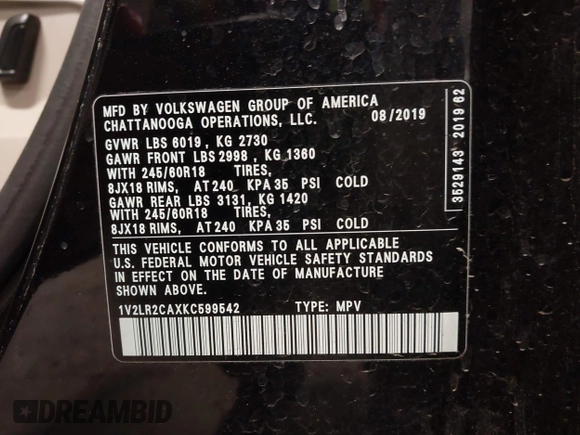 MFD BY VOLKSWAGEN GROUP OF AMERICA
CHATTANOOGA OPERATIONS, LLC. 08/2019
GVWR LBS 6019 , KG 2730
GAWR FRONT LBS 2998 , KG 1360
WITH 245/60R18 TIRES,
8JX18 RIMS, AT 240 KPA 35 PSI COLD
GAWR REAR LBS 3131, KG 1420
WITH 245/60R18 TIRES,
8JX18 RIMS, AT 240 KPA 35 PSI COLD
THIS VEHICLE CONFORMS TO ALL APPLICABLE
U.S. FEDERAL MOTOR VEHICLE SAFETY STANDARDS
IN EFFECT ON THE DATE OF MANUFACTURE
SHOWN ABOVE.
1V2LR2CAXKC599542 TYPE: MPV
3529143 2019 62
DREAMBID